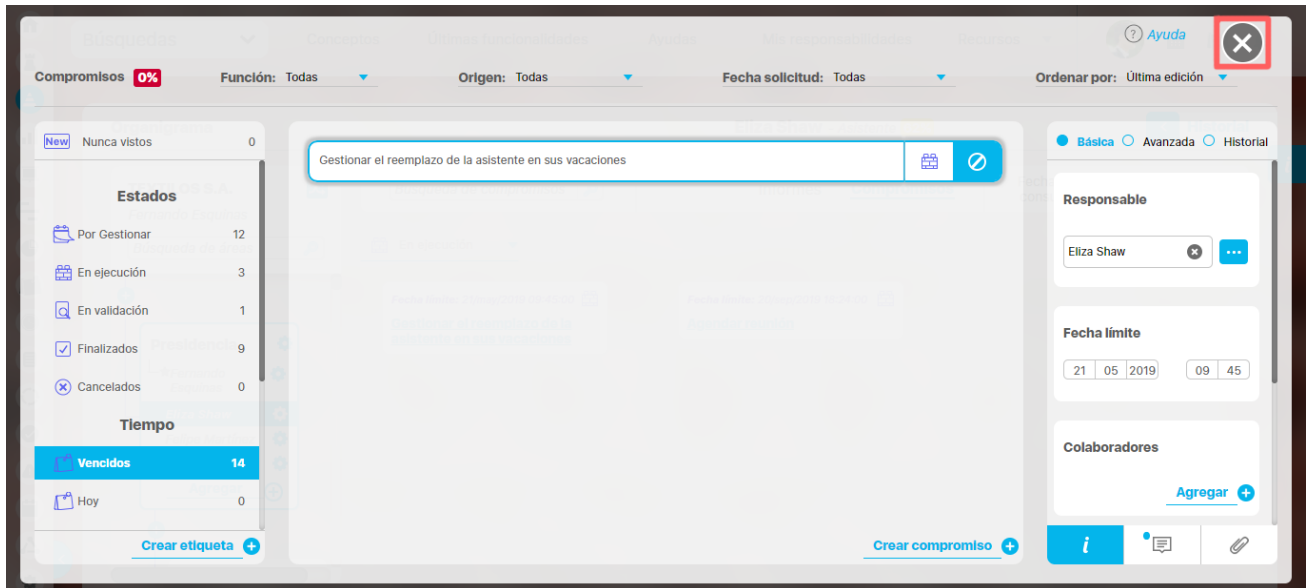 Búsquedas
? Ayuda
Compromisos 0% Función: Todas Origen: Todas Fecha solicitud: Todas Ordenar por: Última edición
New Nunca vistos 0
Estados
Por Gestionar 12
En ejecución 3
En validación 1
Finalizados 9
Cancelados 0
Tiempo
Vencidos 14
Hoy 0
Crear etiqueta
Gestionar el reemplazo de la asistente en sus vacaciones
Crear compromiso
Básica Avanzada Historial
Responsable
Eliza Shaw
Fecha límite
21 05 2019 09 45
Colaboradores
Agregar
i